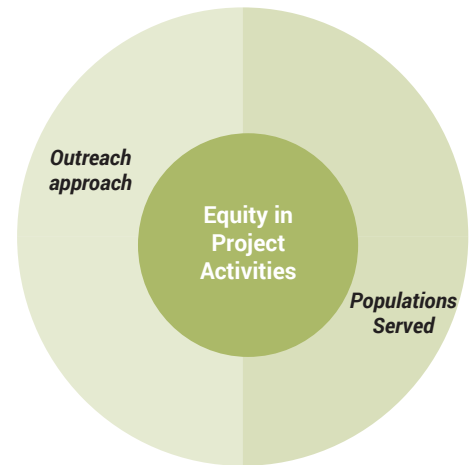 Outreach
approach
Equity in
Project
Activities
Populations
Served